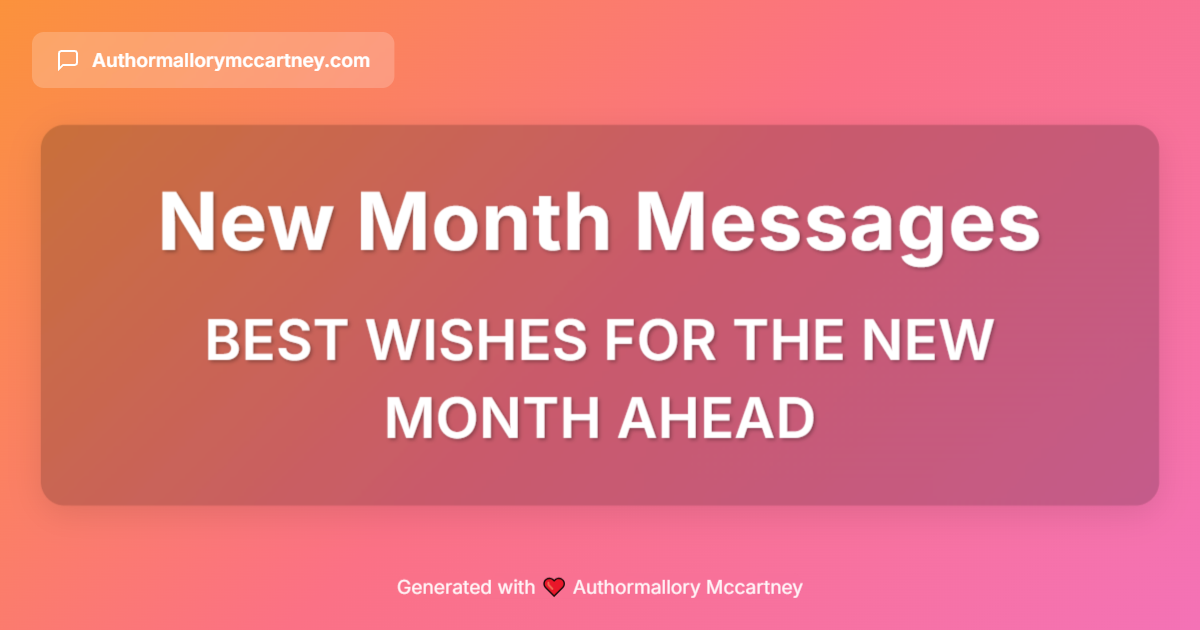 Authormallorymccartney.com
New Month Messages
BEST WISHES FOR THE NEW
MONTH AHEAD
Generated with ❤️ Authormallory Mccartney